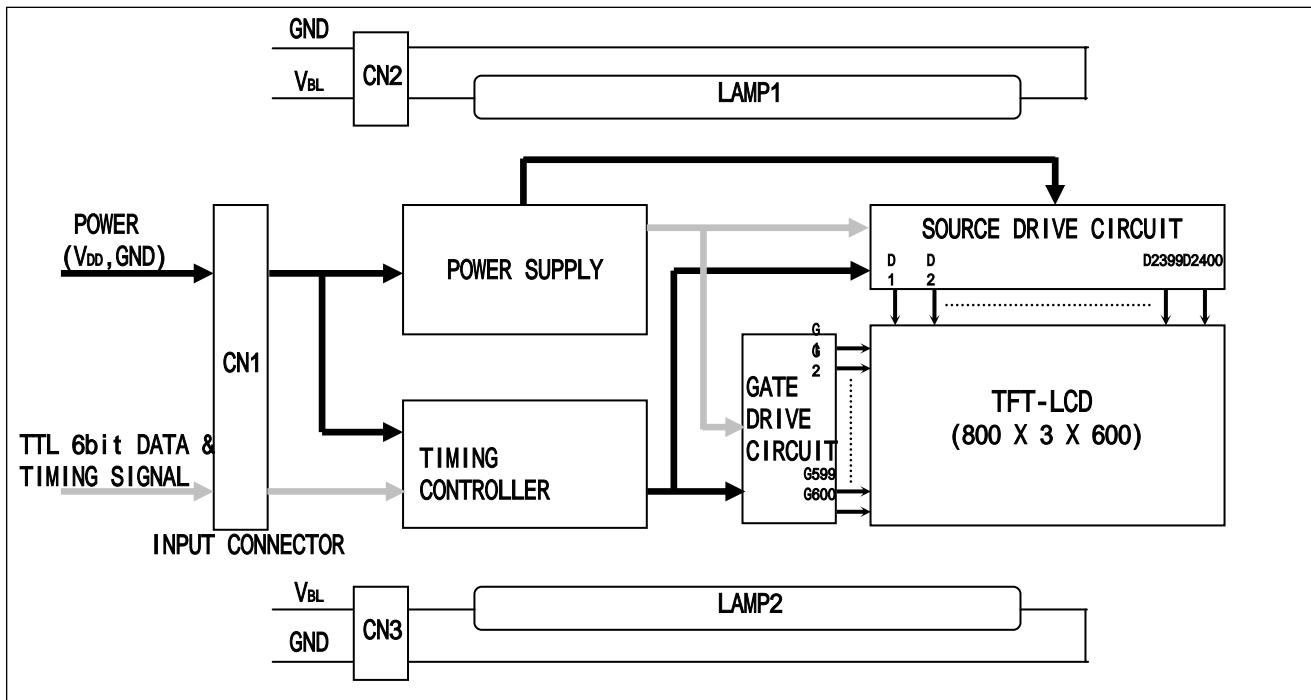 GND
VBL
CN2
LAMP1
POWER
(VDD,GND)
TTL 6bit DATA &
TIMING SIGNAL
CN1
INPUT CONNECTOR
POWER SUPPLY
TIMING
CONTROLLER
SOURCE DRIVE CIRCUIT
D
1
D
2
D2399D2400
G
1
G
2
GATE
DRIVE
CIRCUIT
G599
G600
TFT-LCD
(800 X 3 X 600)
VBL
GND
CN3
LAMP2